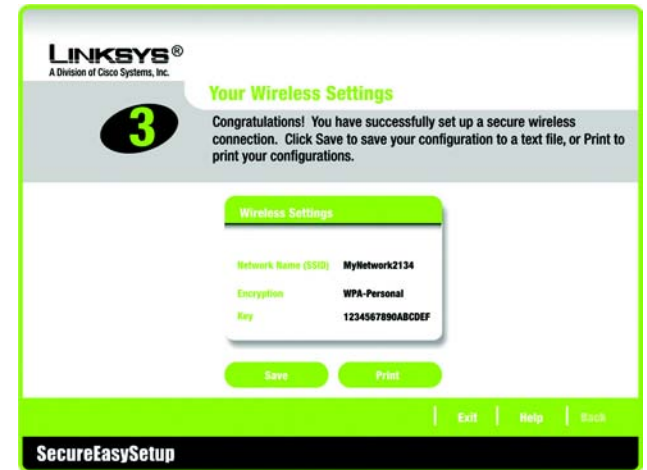 LINKSYS®
A Division of Cisco Systems, Inc.
3
Your Wireless Settings
Congratulations! You have successfully set up a secure wireless
connection. Click Save to save your configuration to a text file, or Print to
print your configurations.
Wireless Settings
Network Name (SSID) MyNetwork2134
Encryption WPA-Personal
Key 1234567890ABCDEF
Save Print
Exit Help Back
SecureEasySetup